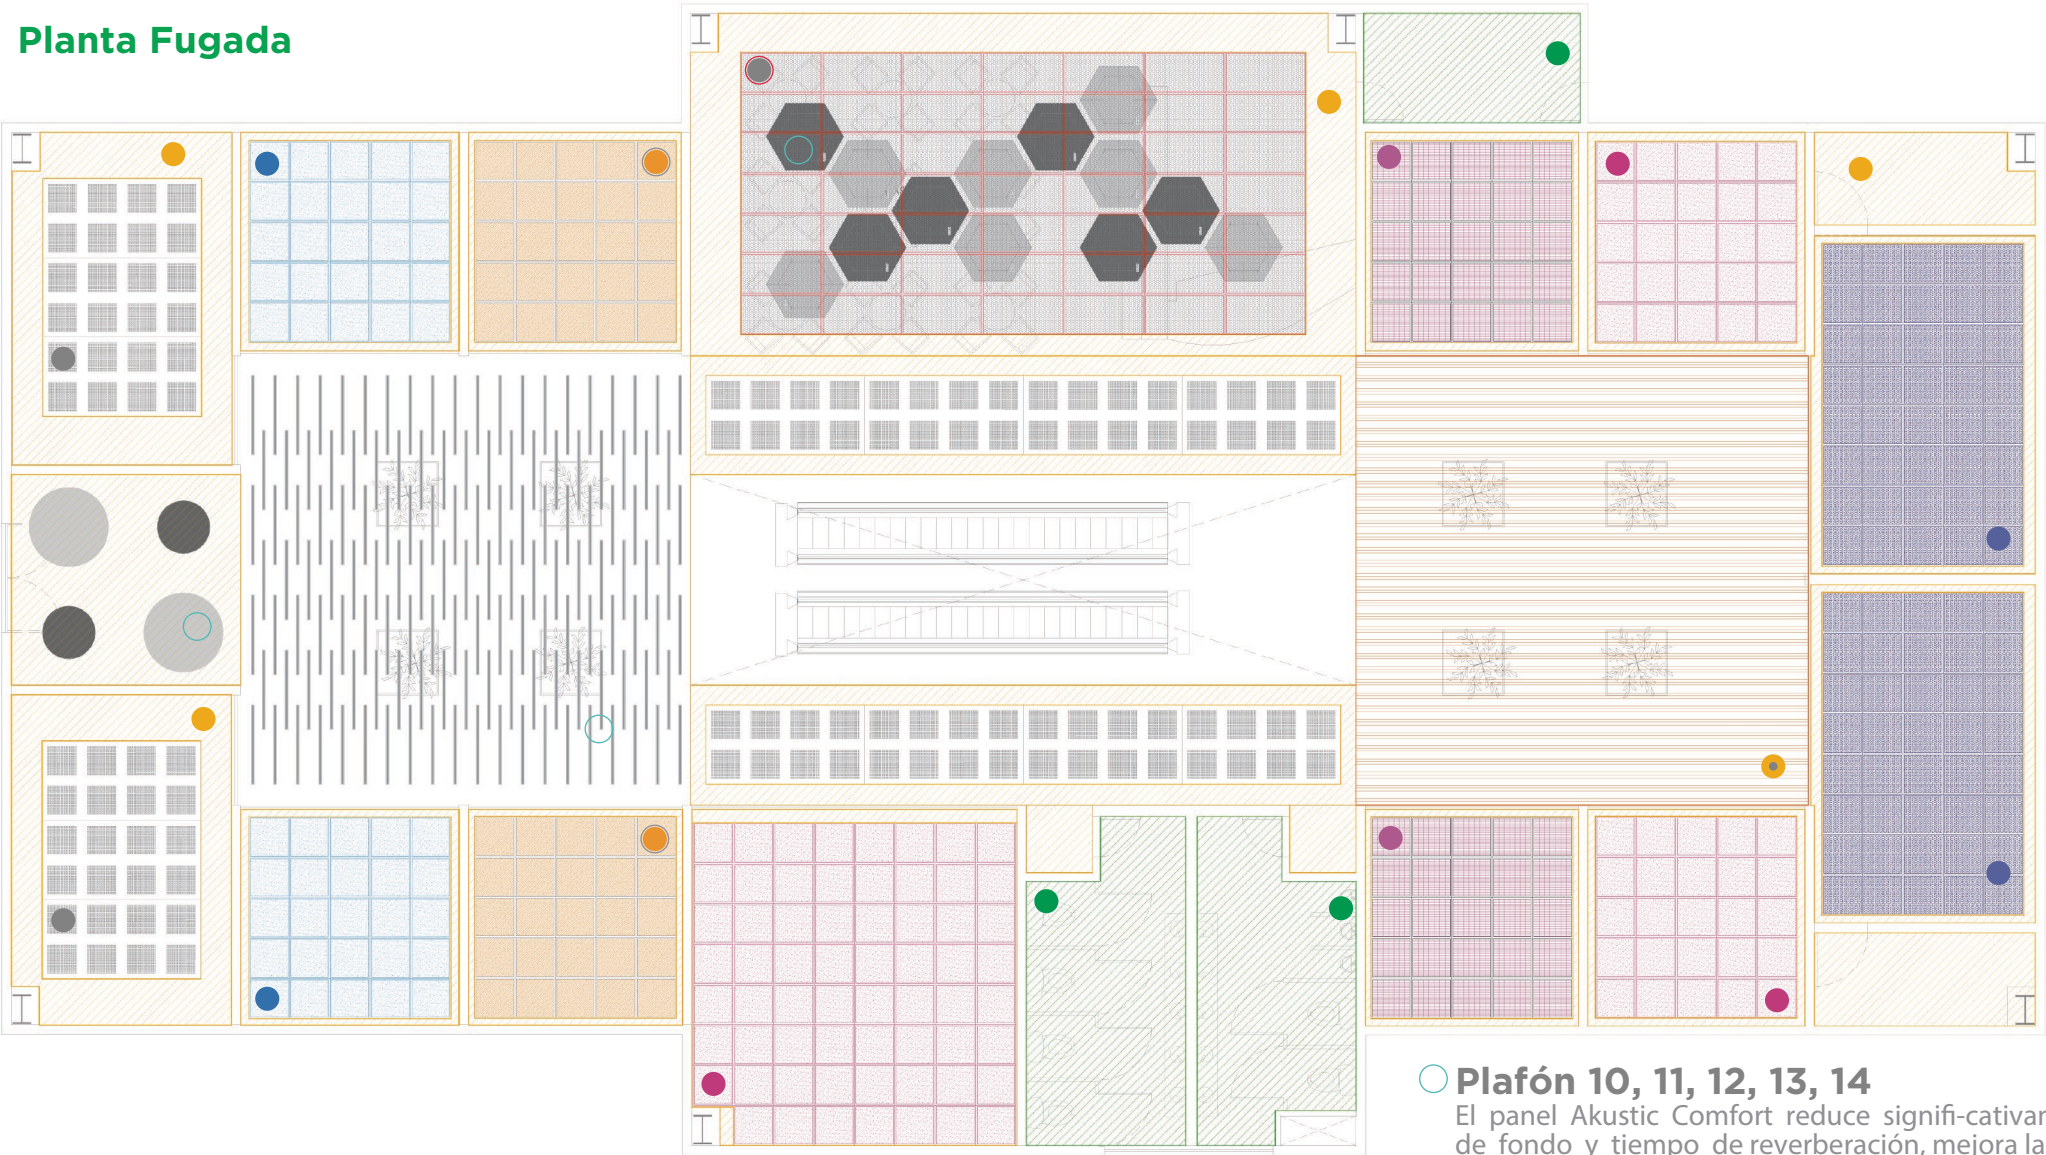 Planta Fugada
Plafón 10, 11, 12, 13, 14
El panel Akustic Comfort reduce signifi-cativar
de fondo y tiempo de reverberación, mejora la